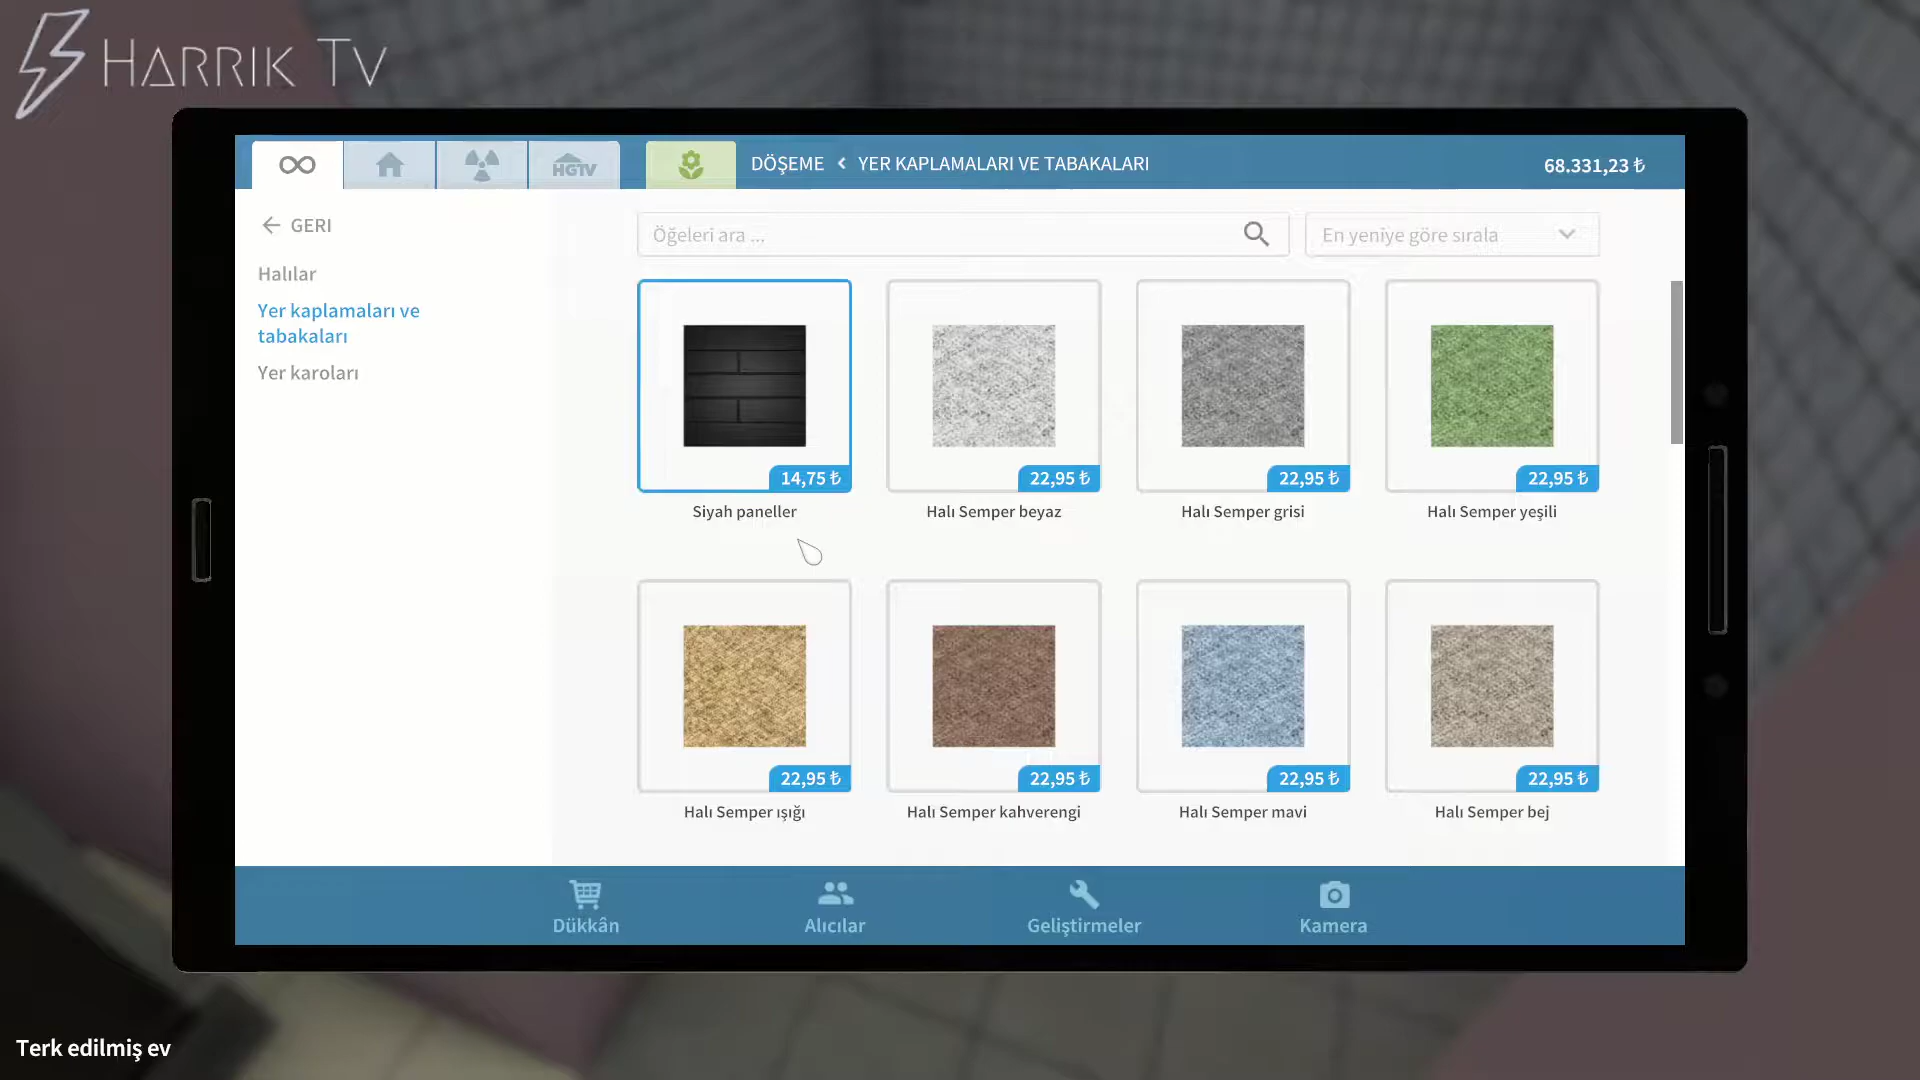 HARRIK TV
HGTV
DÖŞEME < YER KAPLAMALARI VE TABAKALARI
68.331,23 ₺
GERI
Öğeleri ara ...
En yeniye göre sırala
Halılar
Yer kaplamaları ve
tabakaları
Yer karoları
14,75 ₺
22,95 ₺
22,95 ₺
22,95 ₺
Siyah paneller
Halı Semper beyaz
Halı Semper grisi
Halı Semper yeşili
22,95 ₺
22,95 ₺
22,95 ₺
22,95 ₺
Halı Semper ışığı
Halı Semper kahverengi
Halı Semper mavi
Halı Semper bej
Dükkân
Alıcılar
Geliştirmeler
Kamera
Terk edilmiş ev